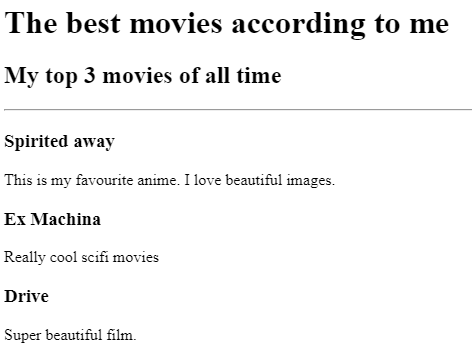 The best movies according to me
My top 3 movies of all time
Spirited away
This is my favourite anime. I love beautiful images.
Ex Machina
Really cool scifi movies
Drive
Super beautiful film.